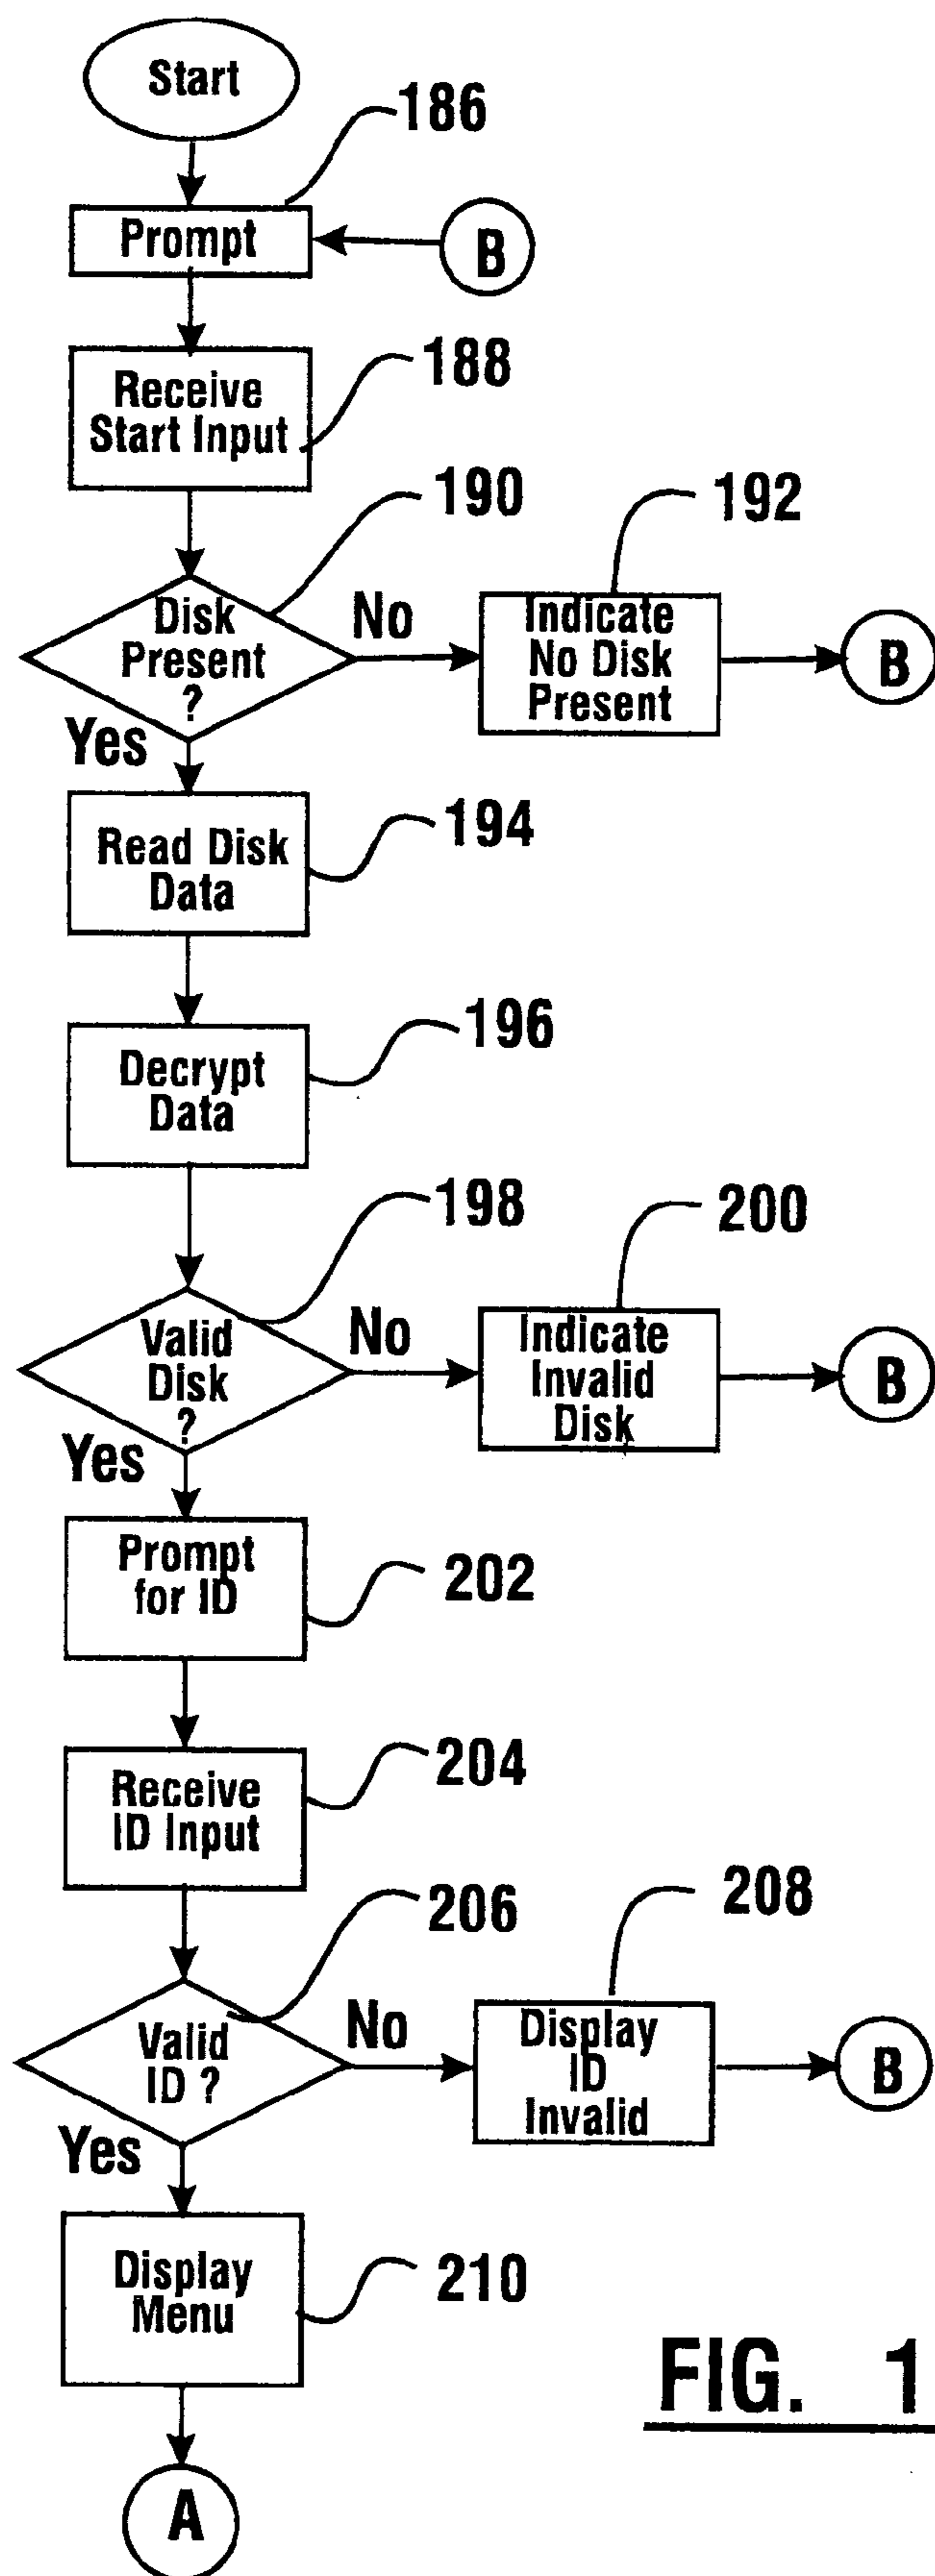 Start
186
Prompt
B
188
Receive
Start Input
190
192
Disk
Present
?
No
Indicate
No Disk
Present
B
Yes
194
Read Disk
Data
196
Decrypt
Data
198
200
Valid
Disk
?
No
Indicate
Invalid
Disk
B
Yes
Prompt
for ID
202
204
Receive
ID Input
206
208
Valid
ID ?
No
Display
ID
Invalid
B
Yes
Display
Menu
210
FIG. 1
A